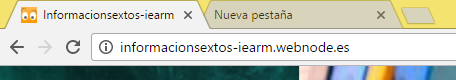 Informacionsextos-iearm
Nueva pestaña
informacionsextos-iearm.webnode.es